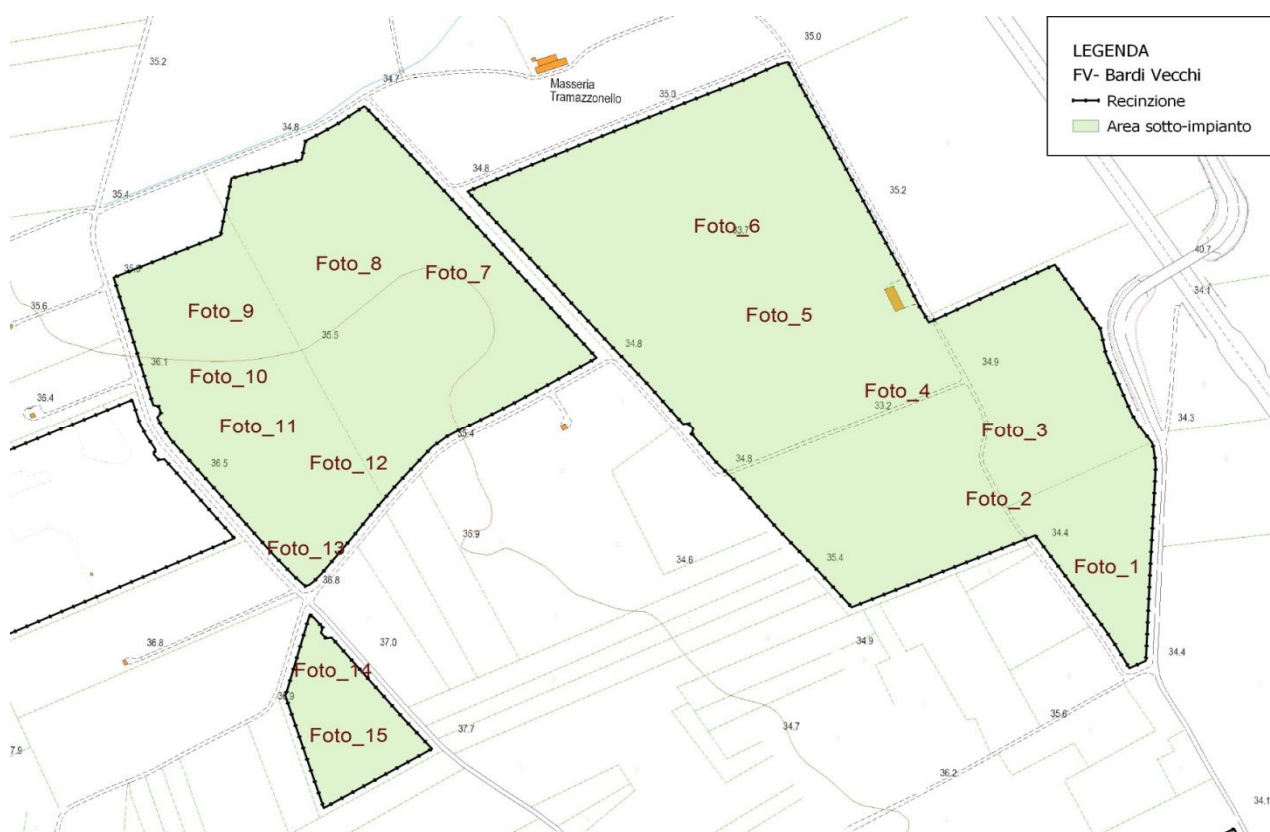 35.0
LEGENDA
FV- Bardi Vecchi
Recinzione
Area sotto-impianto
35.2
34.7
Masseria
Tramazzonello
35.0
34.8
34.8
35.4
35.2
Foto_6
33.7
40.7
Foto_8
Foto_7
34.1
35.6
Foto_9
Foto_5
35.5
34.8
36.1
34.9
Foto_10
Foto_4
36.4
33.2
34.3
Foto_11
Foto_3
35.4
36.5
Foto_12
34.8
Foto_2
35.9
34.4
Foto_13
34.6
Foto_1
35.4
36.8
37.0
36.8
34.9
34.4
Foto_14
Foto_15
35.6
37.7
34.7
7.9
36.2
34.1